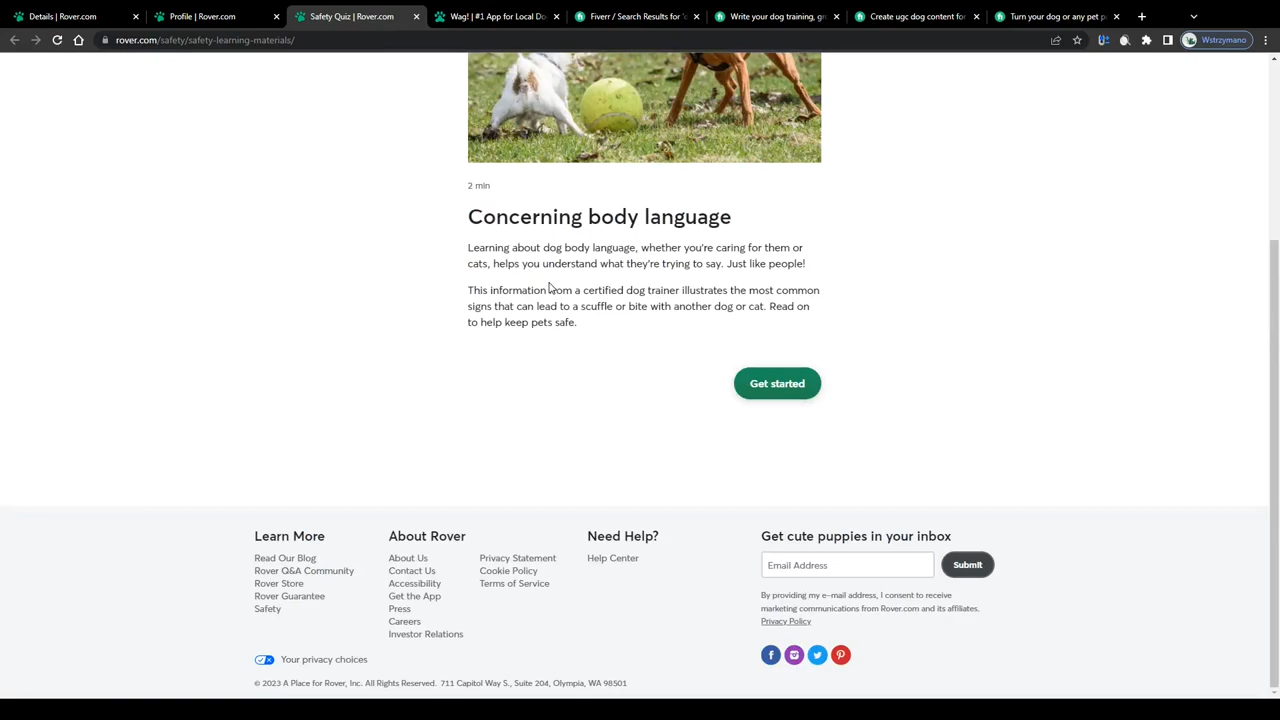 Details | Rover.com
Profile | Rover.com
Safety Quiz | Rover.com
Wag! | #1 App for Local Do
Fiverr / Search Results for
Write your dog training, gr
Create ugc dog content for
Turn your dog or any pet p
rover.com/safety/safety-learning-materials/
Wstrzymano
2 min
Concerning body language
Learning about dog body language, whether you're caring for them or
cats, helps you understand what they're trying to say. Just like people!
This information from a certified dog trainer illustrates the most common
signs that can lead to a scuffle or bite with another dog or cat. Read on
to help keep pets safe.
Get started
Learn More
Read Our Blog
Rover Q&A Community
Rover Store
Rover Guarantee
Safety
About Rover
About Us
Contact Us
Accessibility
Get the App
Press
Careers
Investor Relations
Privacy Statement
Cookie Policy
Terms of Service
Need Help?
Help Center
Get cute puppies in your inbox
Email Address
Submit
By providing my e-mail address, I consent to receive
marketing communications from Rover.com and its affiliates.
Privacy Policy
Your privacy choices
© 2023 A Place for Rover, Inc. All Rights Reserved. 711 Capitol Way S., Suite 204, Olympia, WA 98501